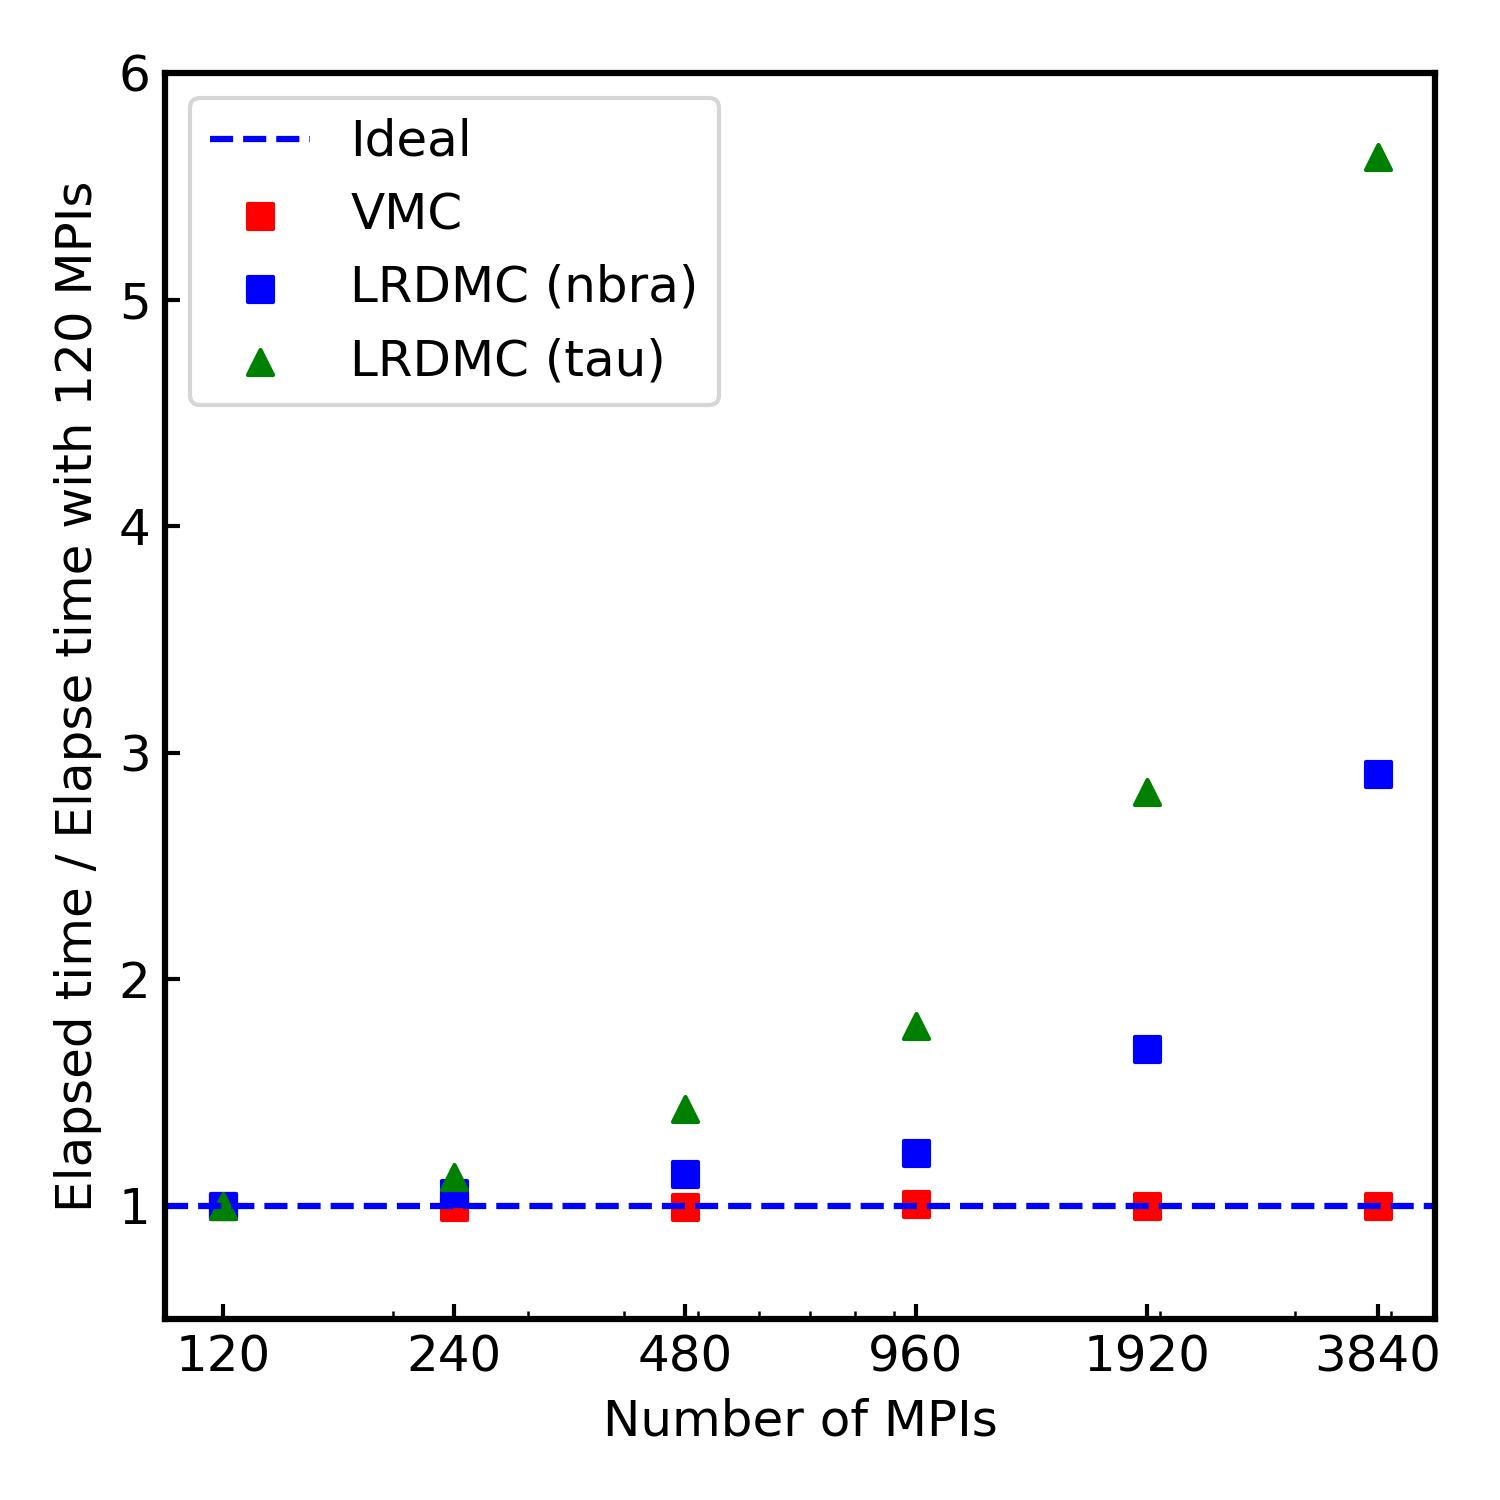 6
5
4
3
2
1
Elapsed time / Elapse time with 120 MPIs
Ideal
VMC
LRDMC (nbra)
LRDMC (tau)
120 240 480 960 1920 3840
Number of MPIs